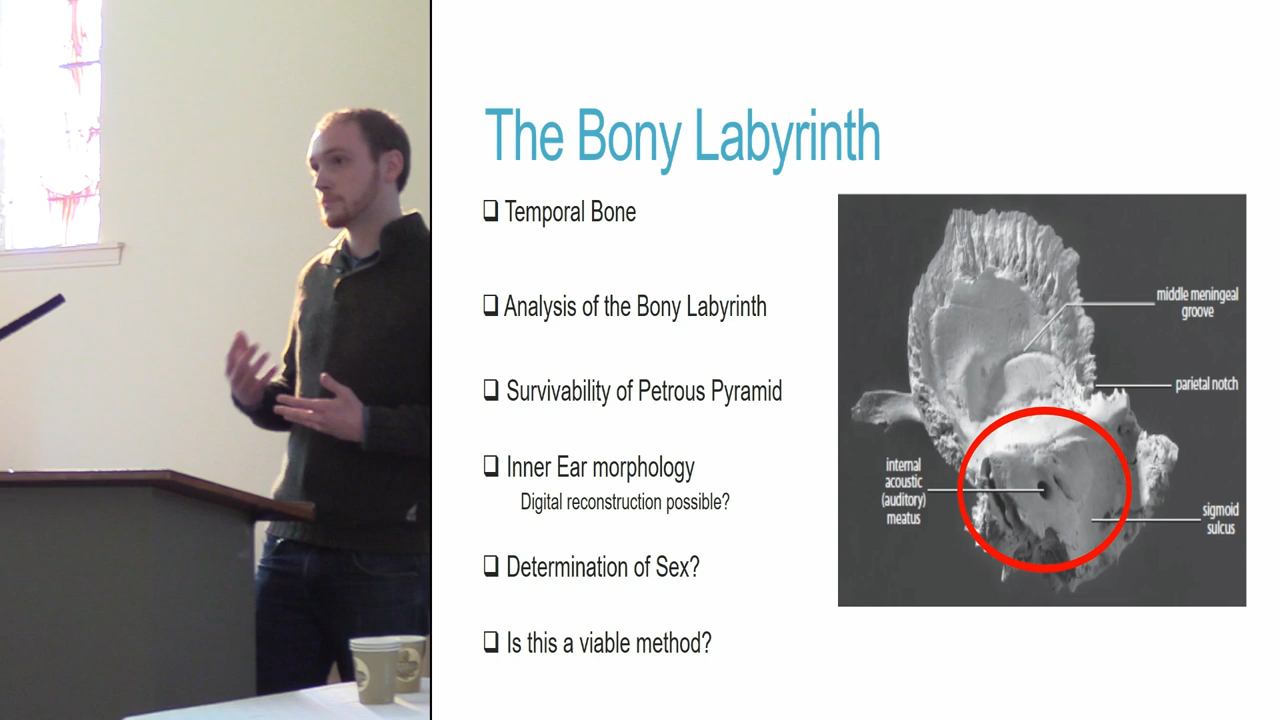 The Bony Labyrinth
Temporal Bone
Analysis of the Bony Labyrinth
Survivability of Petrous Pyramid
Inner Ear morphology
Digital reconstruction possible?
Determination of Sex?
Is this a viable method?
middle meningeal
groove
parietal notch
internal
acoustic
(auditory)
meatus
sigmoid
sulcus